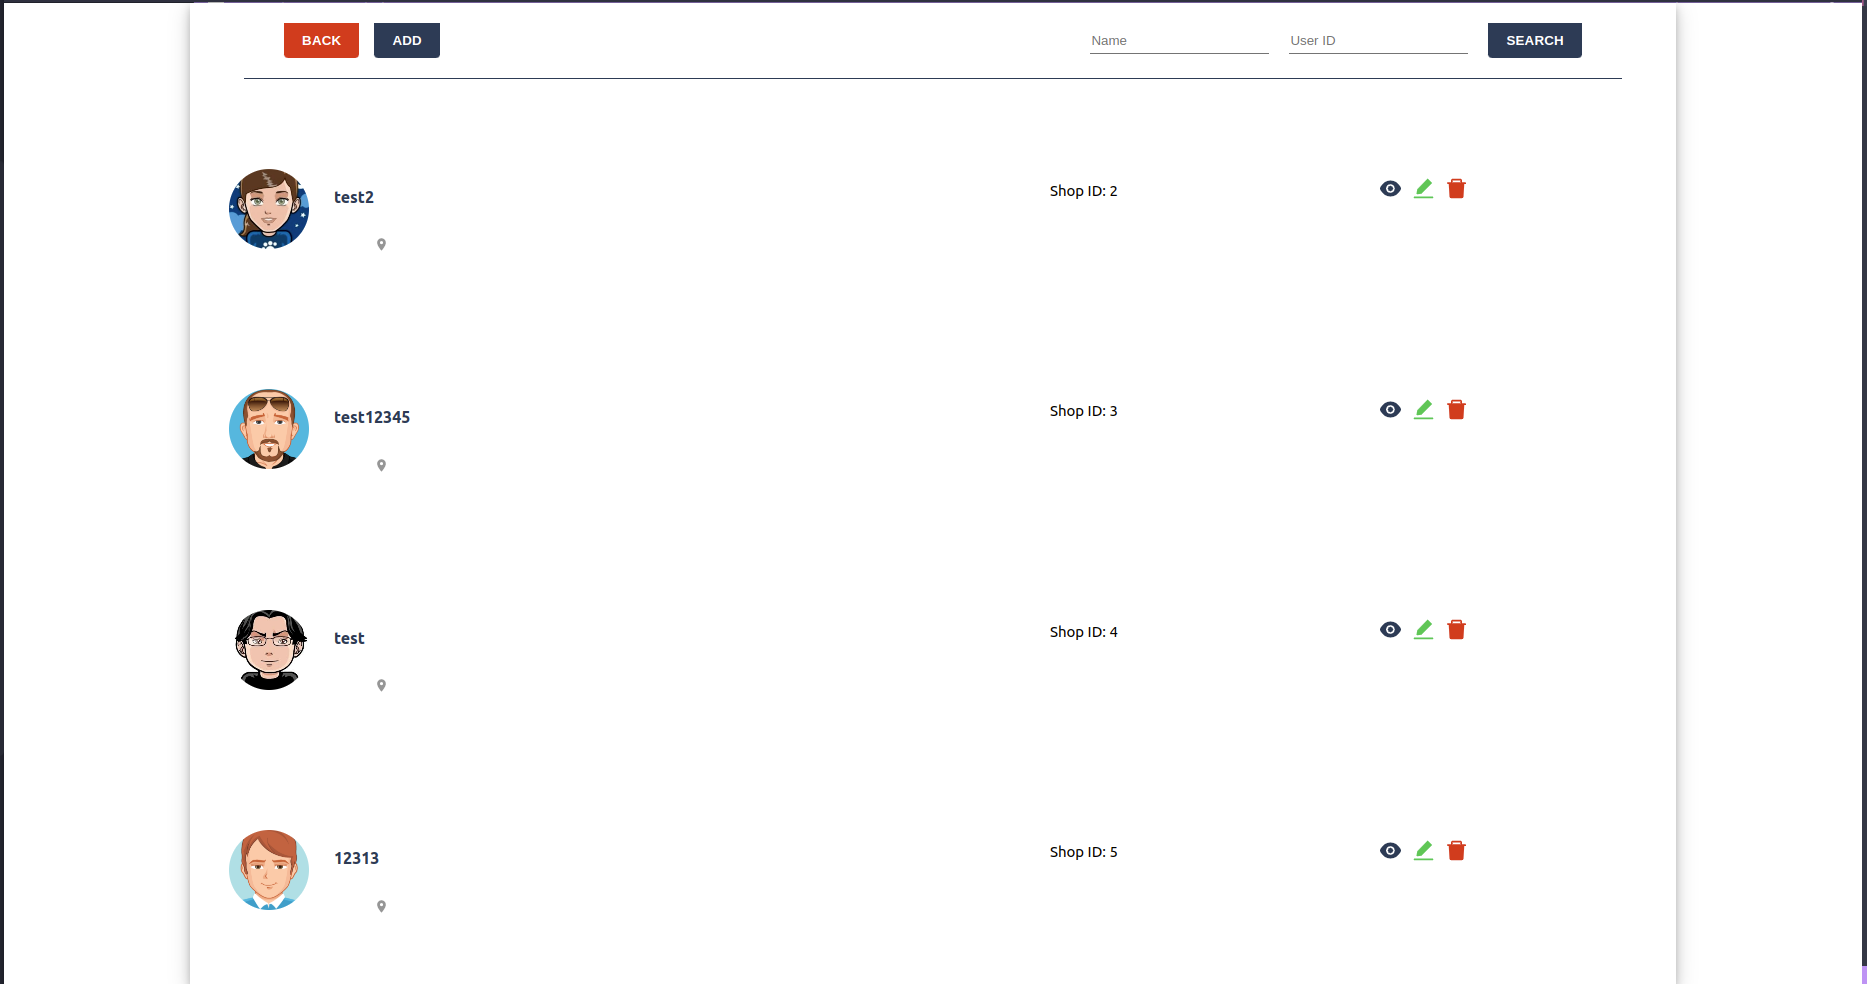 BACK ADD Name User ID SEARCH
test2 Shop ID: 2
test12345 Shop ID: 3
test Shop ID: 4
12313 Shop ID: 5